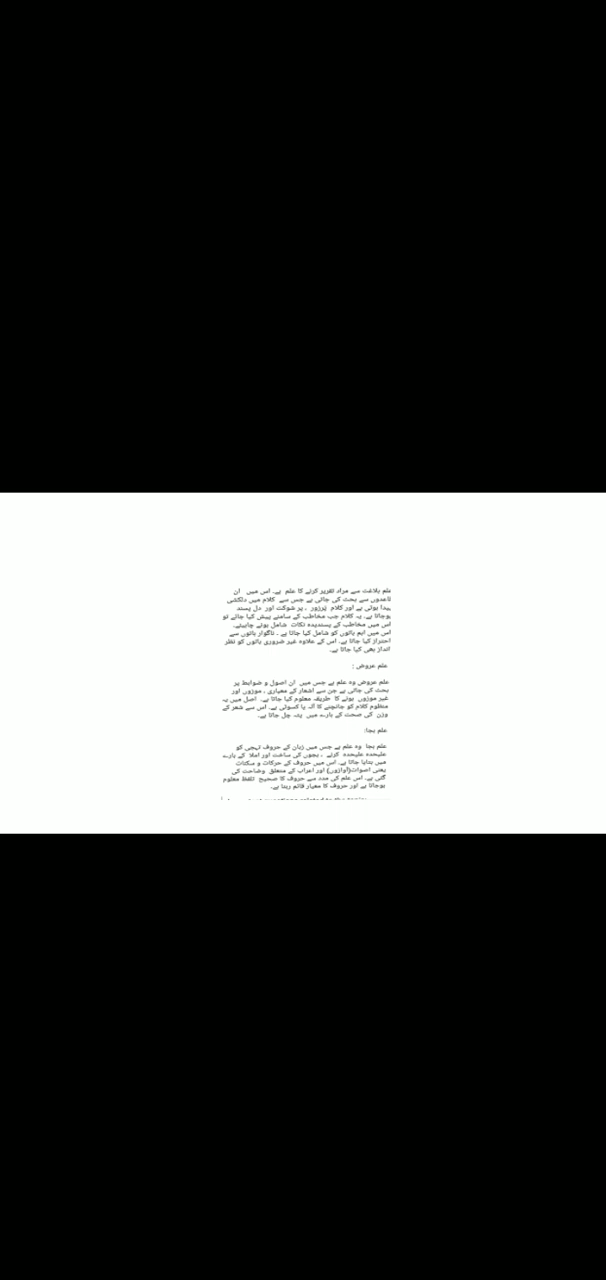 علم بلاغت سے مراد تقریر کرنے کا علم ہے۔ اس میں ان
قاعدوں سے بحث کی جاتی ہے جس سے کلام میں دلکشی
پیدا ہوتی ہے اور کلام پُرزور ، پر شوکت اور دل پسند
ہوجاتا ہے۔ یہ کلام جب مخاطب کے سامنے پیش کیا جائے تو
اس میں مخاطب کے پسندیدہ نکات شامل ہونے چاہیئے۔
اس میں اہم باتوں کو شامل کیا جاتا ہے ۔ ناگوار باتوں سے
احتراز کیا جاتا ہے۔ اس کے علاوہ غیر ضروری باتوں کو نظر
انداز بھی کیا جاتا ہے۔
علم عروض :
علم عروض وہ علم ہے جس میں ان اصول و ضوابط پر
بحث کی جاتی ہے جن سے اشعار کے معیاری ، موزوں اور
غیر موزوں ہونے کا طریقہ معلوم کیا جاتا ہے۔ اصل میں یہ
منظوم کلام کو جانچنے کا آلہ یا کسوٹی ہے۔ اس سے شعر کے
وزن کی صحت کے بارے میں پتہ چل جاتا ہے۔
علم ہجا:
علم ہجا وہ علم ہے جس میں زبان کے حروف تہجی کو
علیحدہ علیحدہ کرنے ، ہجوں کی ساخت اور املا کے بارے
میں بتایا جاتا ہے۔ اس میں حروف کے حرکات و سکنات
یعنی اصوات(آوازوں) اور اعراب کے متعلق وضاحت کی
گئی ہے۔ اس علم کی مدد سے حروف کا صحیح تلفظ معلوم
ہوجاتا ہے اور حروف کا معیار قائم رہتا ہے۔